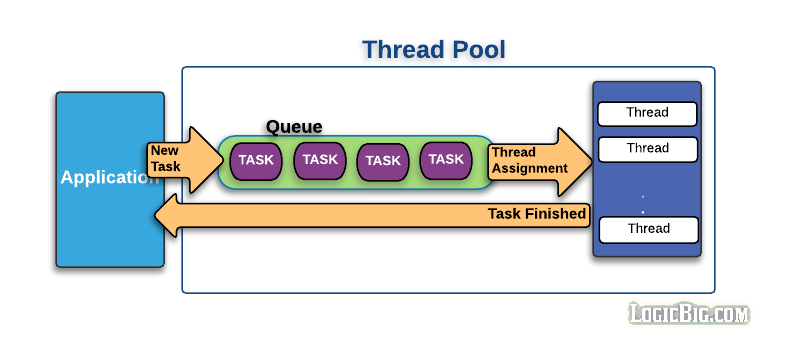 Thread Pool
Queue
Application
New
Task
TASK
TASK
TASK
TASK
Thread
Assignment
Thread
Thread
.
.
Thread
Task Finished
LogicBig.com